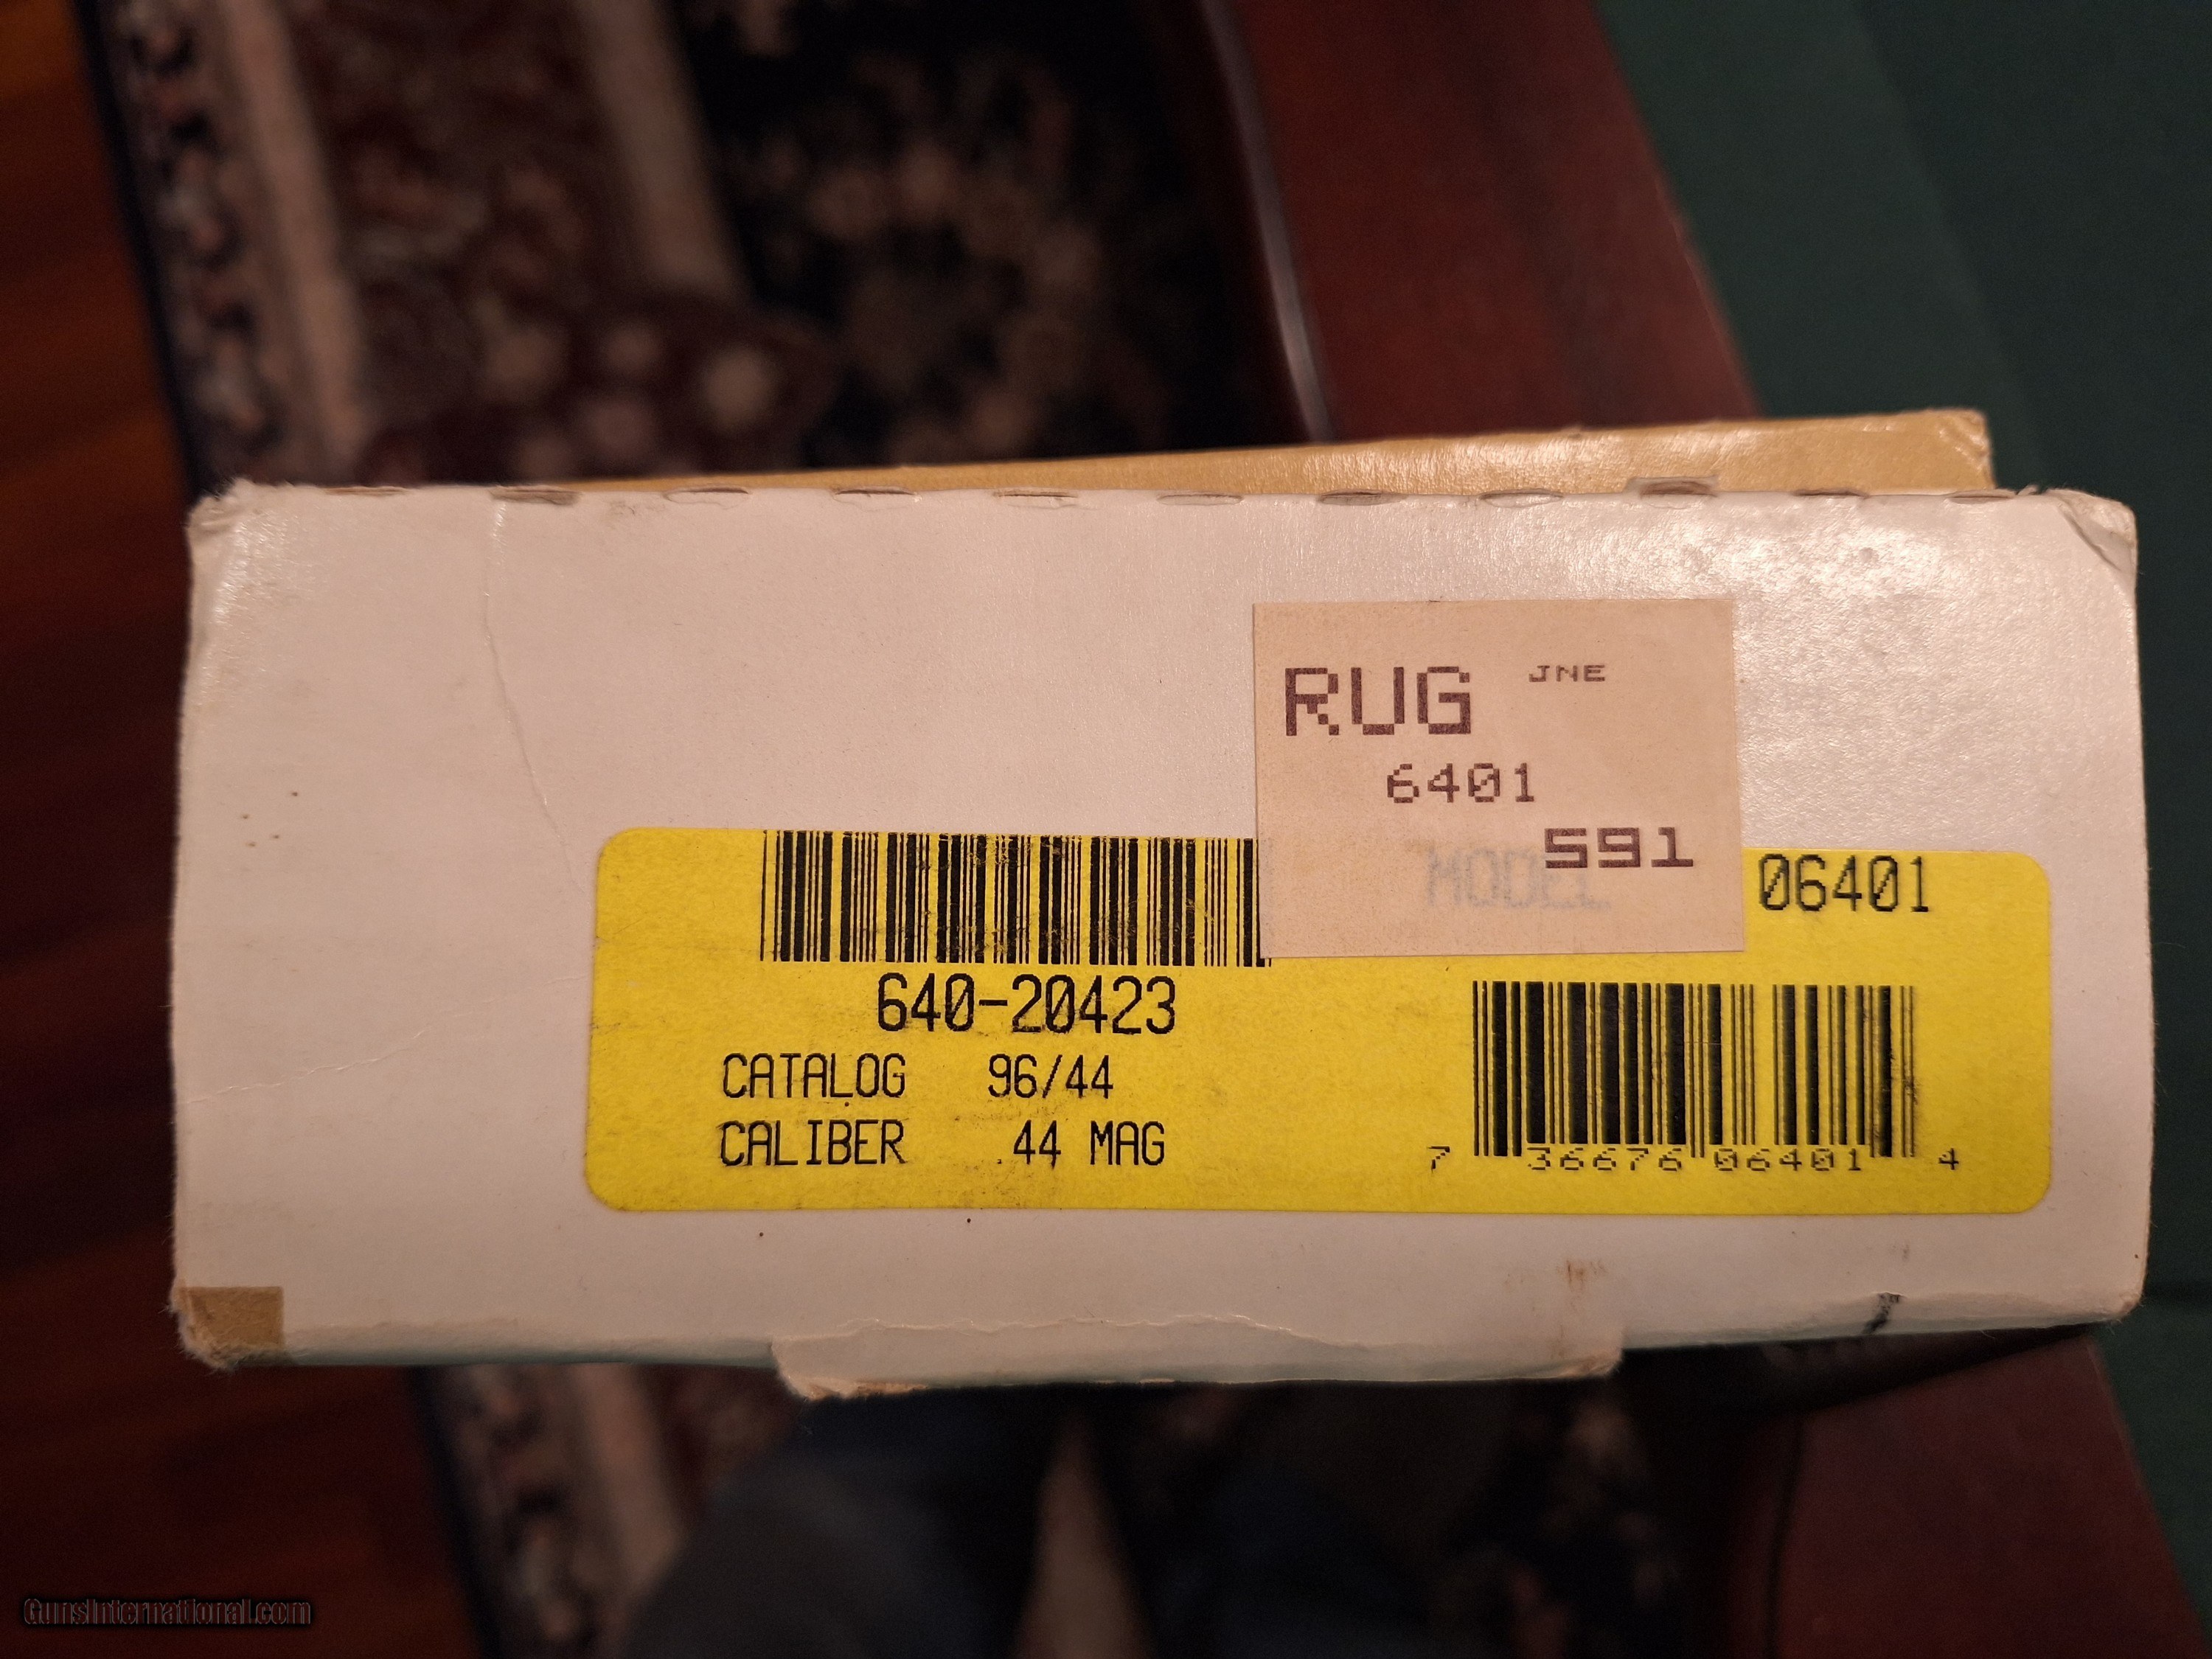 RUG JNE
6401
591
MODEL 06401
640-20423
CATALOG 96/44
CALIBER .44 MAG
7 36676 06401 4
GunsInternational.com